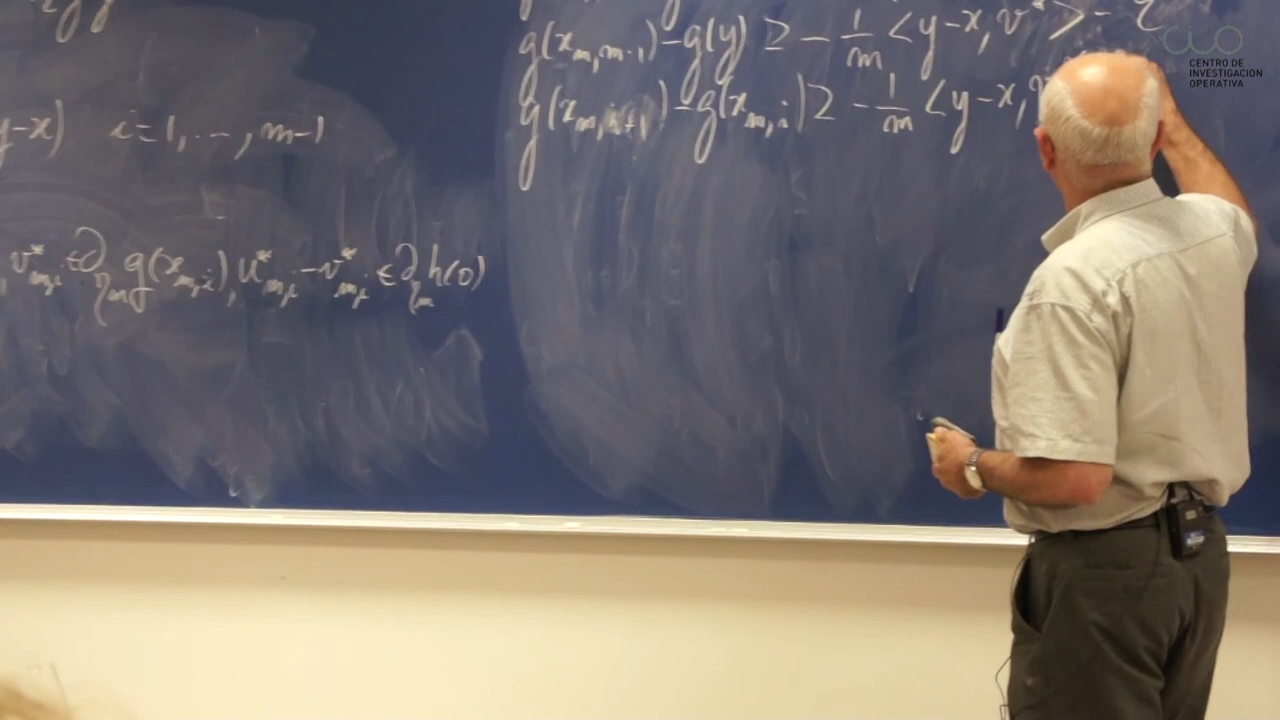 y-x) i=1,...,m-1
v*_{m,i} ∈ ∂_{η_m} g(x_{m,i}), u*_{m,i} - v*_{m,i} ∈ ∂_{η_m} h(0)
g(x_{m,m-1}) - g(y) ≥ - 1/m <y-x, v*> -
g(x_{m,i+1}) - g(x_{m,i}) ≥ - 1/m <y-x,
CENTRO DE
INVESTIGACION
OPERATIVA